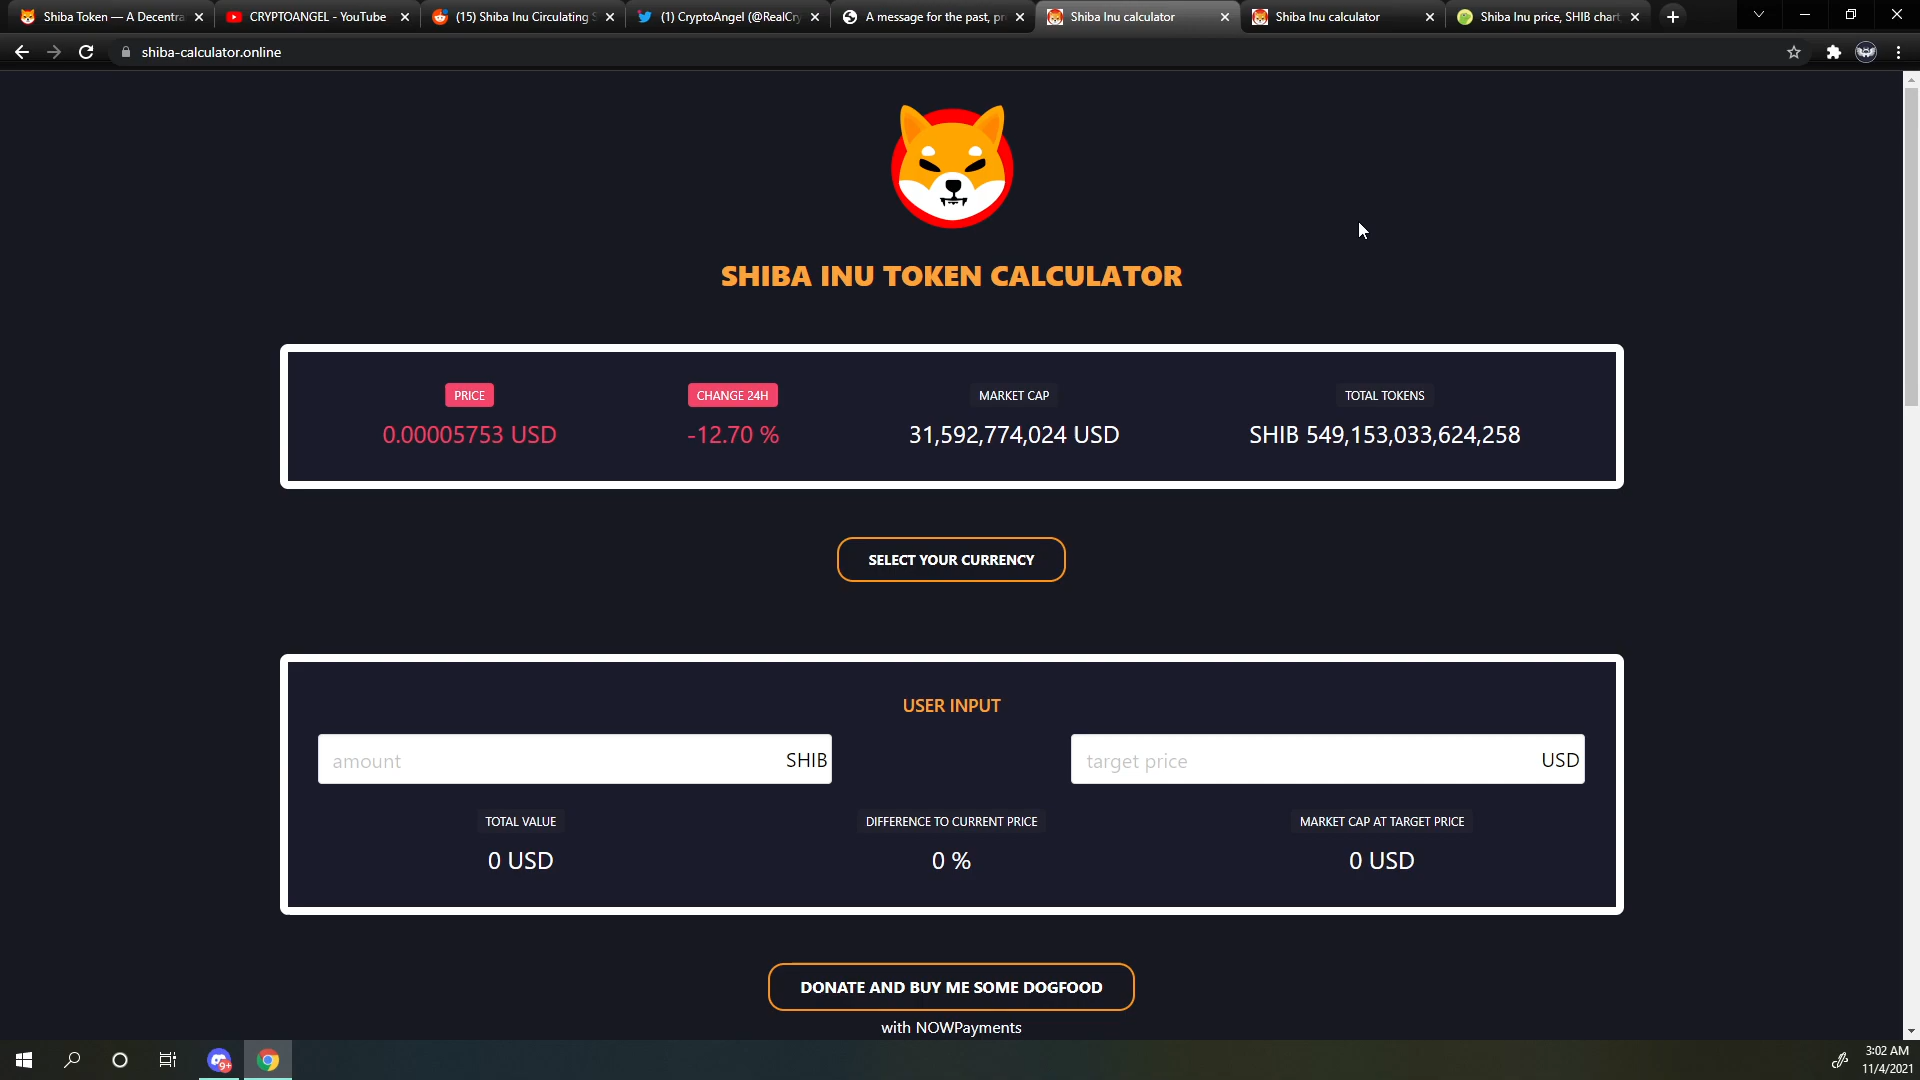 Shiba Token — A Decentra
CRYPTOANGEL - YouTube
(15) Shiba Inu Circulating S
(1) CryptoAngel (@RealCry
A message for the past, pr
Shiba Inu calculator
Shiba Inu calculator
Shiba Inu price, SHIB chart
shiba-calculator.online
SHIBA INU TOKEN CALCULATOR
PRICE CHANGE 24H MARKET CAP TOTAL TOKENS
0.00005753 USD -12.70 % 31,592,774,024 USD SHIB 549,153,033,624,258
SELECT YOUR CURRENCY
USER INPUT
amount SHIB target price USD
TOTAL VALUE DIFFERENCE TO CURRENT PRICE MARKET CAP AT TARGET PRICE
0 USD 0 % 0 USD
DONATE AND BUY ME SOME DOGFOOD
with NOWPayments
9+
3:02 AM
11/4/2021